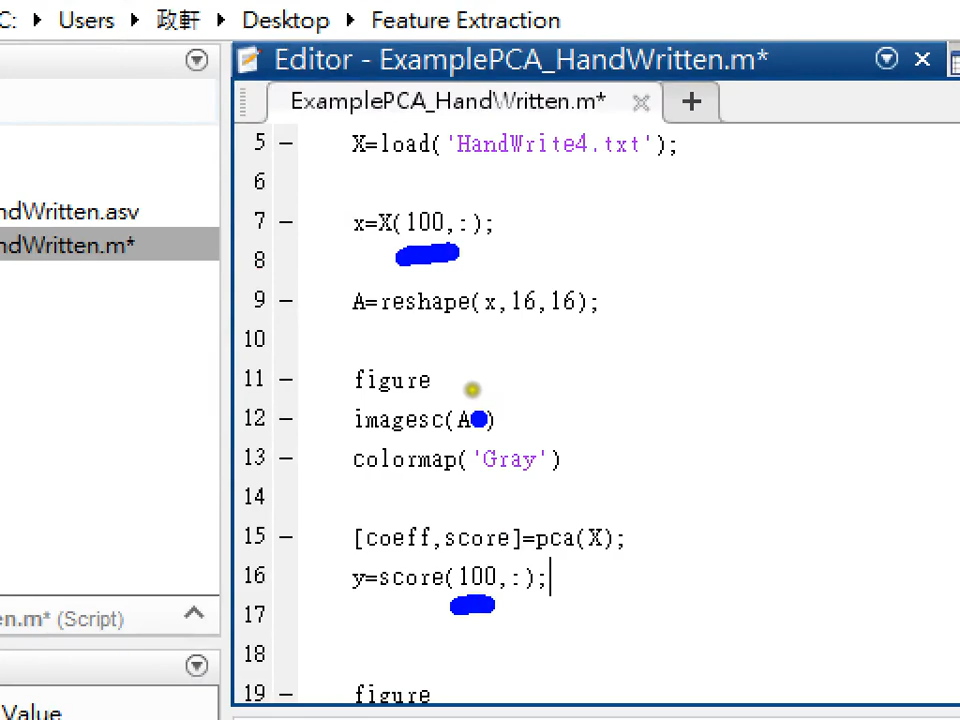 C: Users 政軒 Desktop Feature Extraction
Editor - ExamplePCA_HandWritten.m*
ExamplePCA_HandWritten.m* +
ndWritten.asv
ndWritten.m*
en.m* (Script)
Value
5 – X=load('HandWrite4.txt');
6
7 – x=X(100,:);
8
9 – A=reshape(x,16,16);
10
11 – figure
12 – imagesc(A )
13 – colormap('Gray')
14
15 – [coeff,score]=pca(X);
16 – y=score(100,:);
17
18
19 – figure